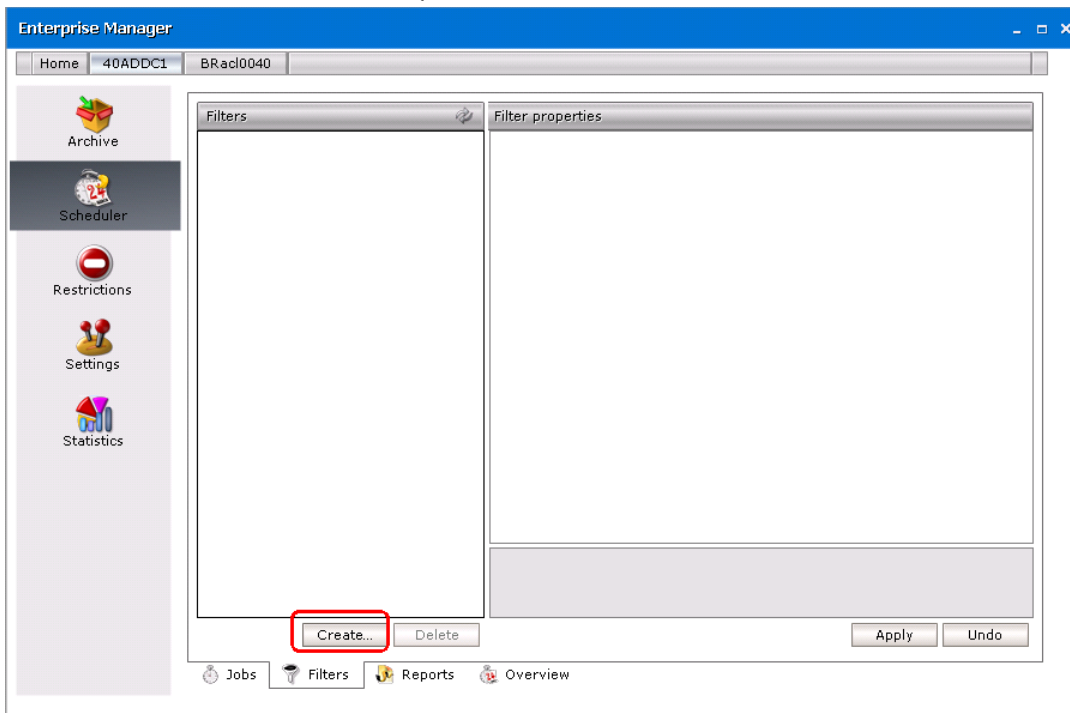 Enterprise Manager
Home 40ADDC1 BRacl0040
Archive
Scheduler
Restrictions
Settings
Statistics
Filters
Filter properties
Create... Delete
Apply Undo
Jobs Filters Reports Overview